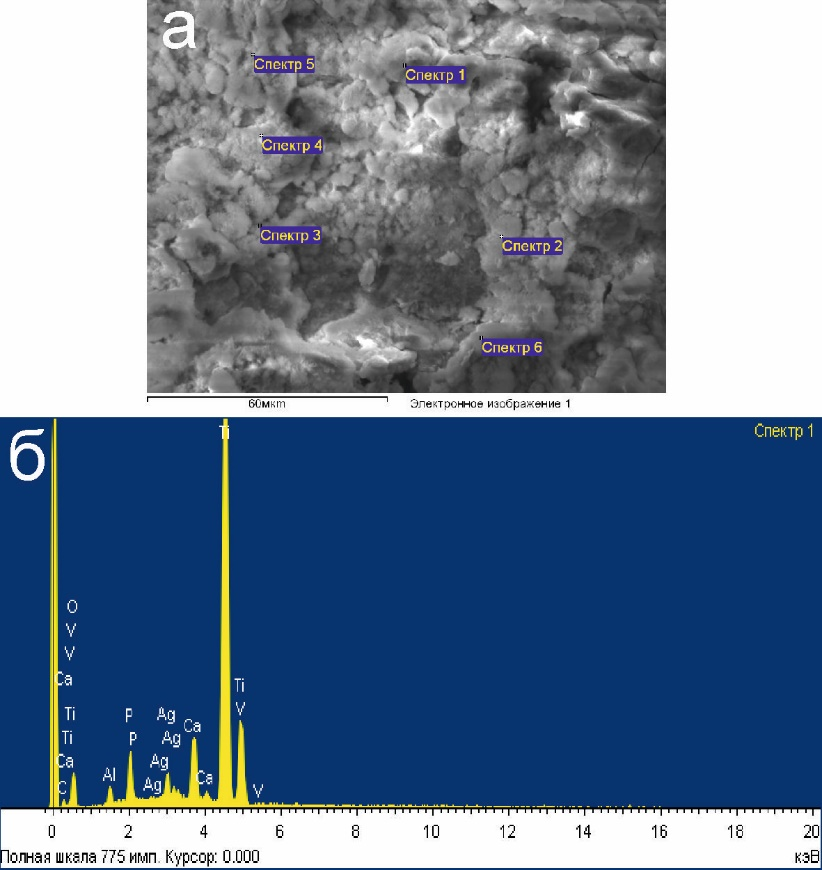 а
Спектр 5
Спектр 1
Спектр 4
Спектр 3
Спектр 2
Спектр 6
60мкm
Электронное изображение 1
б
Спектр 1
Ti
O
V
V
Ca
Ti
Ti
Ca
C
Al
P
P
Ag
Ag
Ag
Ag
Ca
Ca
Ti
V
V
0 2 4 6 8 10 12 14 16 18 20
Полная шкала 775 имп. Курсор: 0.000
кэВ